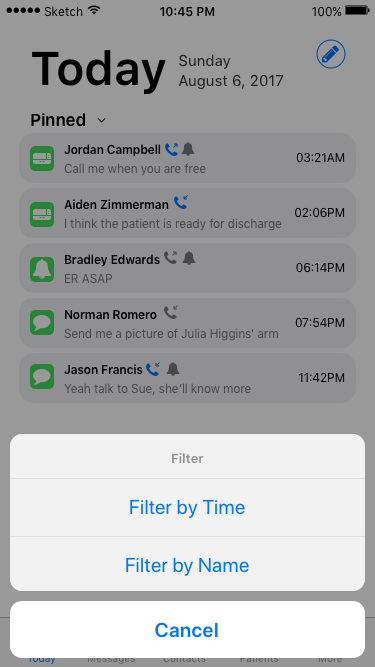 Sketch 10:45 PM 100%
Today
Sunday
August 6, 2017
Pinned
Jordan Campbell
Call me when you are free
03:21AM
Aiden Zimmerman
I think the patient is ready for discharge
02:06PM
Bradley Edwards
ER ASAP
06:14PM
Norman Romero
Send me a picture of Julia Higgins' arm
07:54PM
Jason Francis
Yeah talk to Sue, she'll know more
11:42PM
Filter
Filter by Time
Filter by Name
Cancel
Today Messages Contacts Patients More